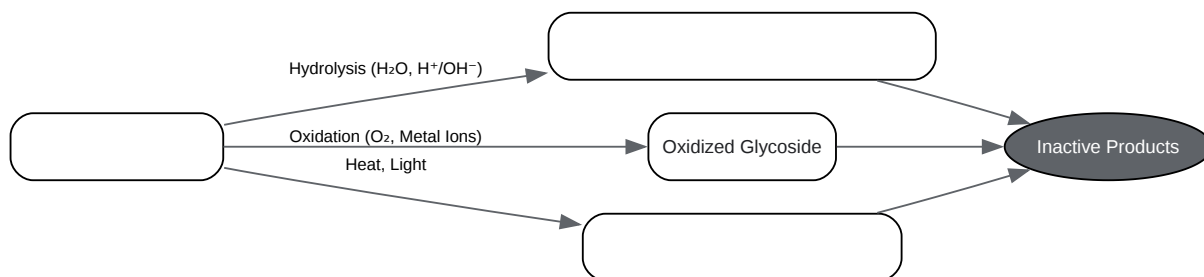 Hydrolysis (H₂O, H⁺/OH⁻)
Oxidation (O₂, Metal Ions)
Heat, Light
Oxidized Glycoside
Inactive Products